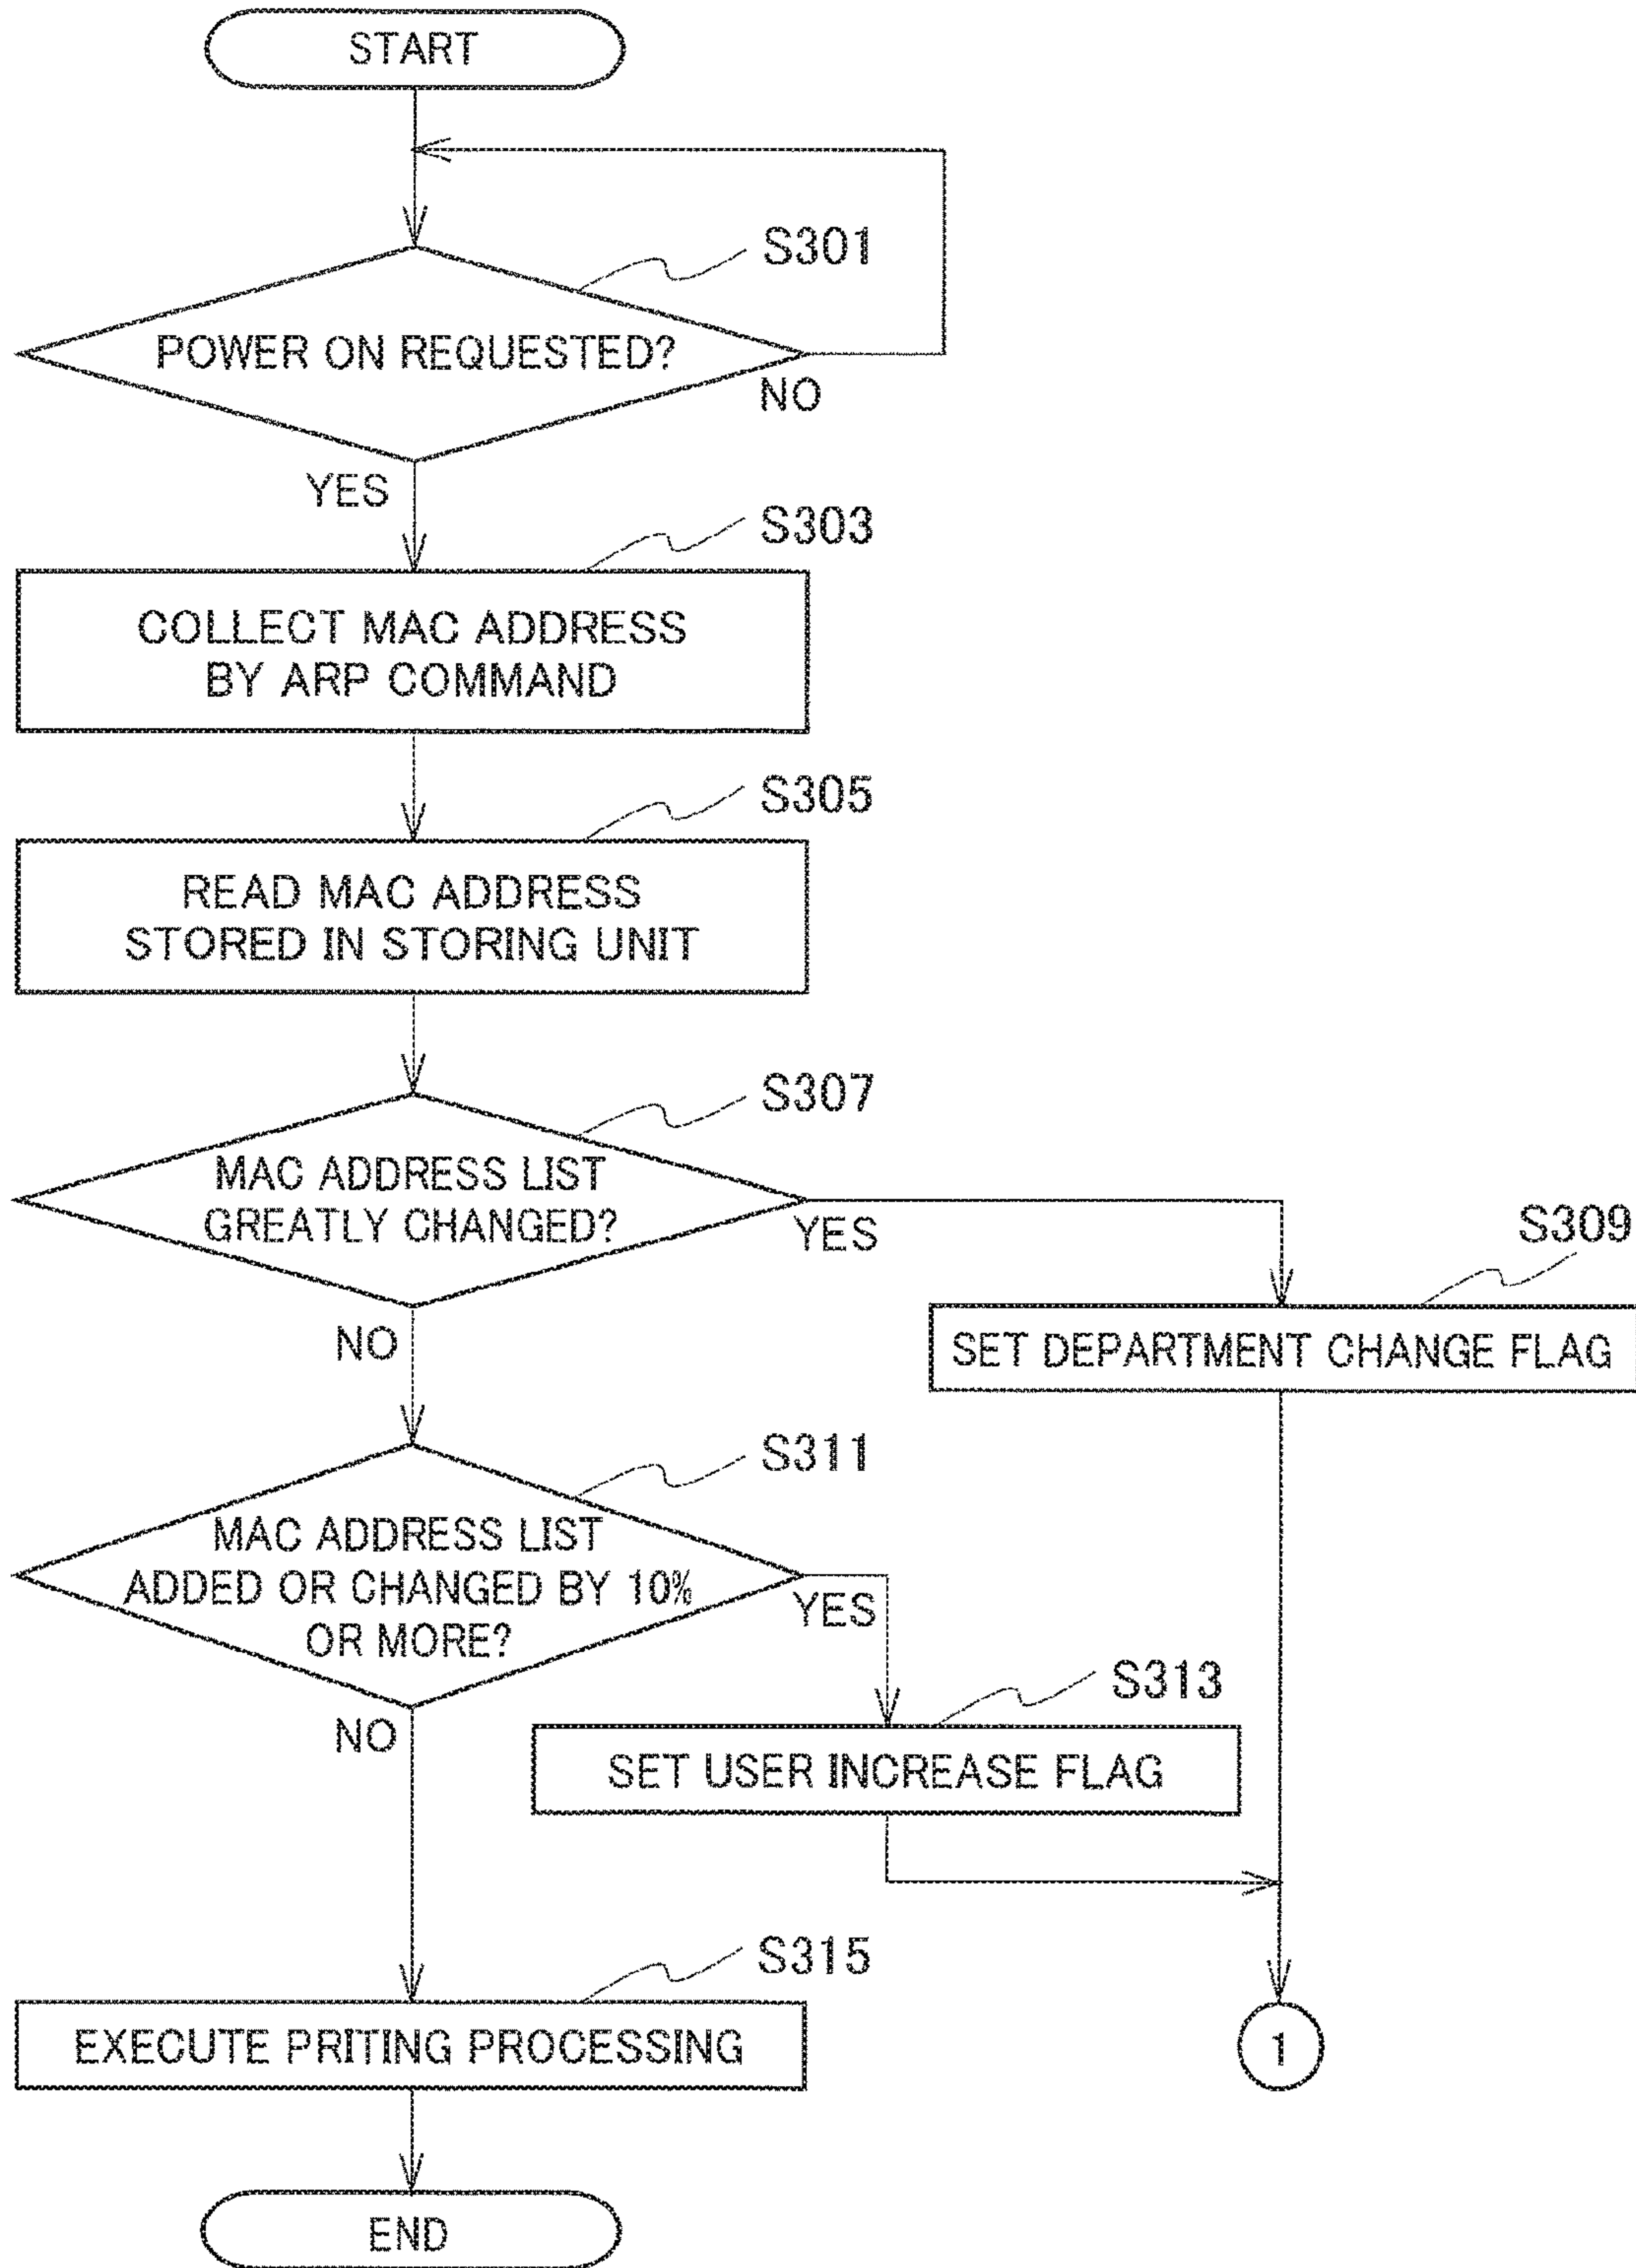 START
S301
POWER ON REQUESTED?
NO
YES
S303
COLLECT MAC ADDRESS
BY ARP COMMAND
S305
READ MAC ADDRESS
STORED IN STORING UNIT
S307
MAC ADDRESS LIST
GREATLY CHANGED?
YES
S309
SET DEPARTMENT CHANGE FLAG
NO
S311
MAC ADDRESS LIST
ADDED OR CHANGED BY 10%
OR MORE?
YES
S313
SET USER INCREASE FLAG
NO
S315
EXECUTE PRITING PROCESSING
1
END